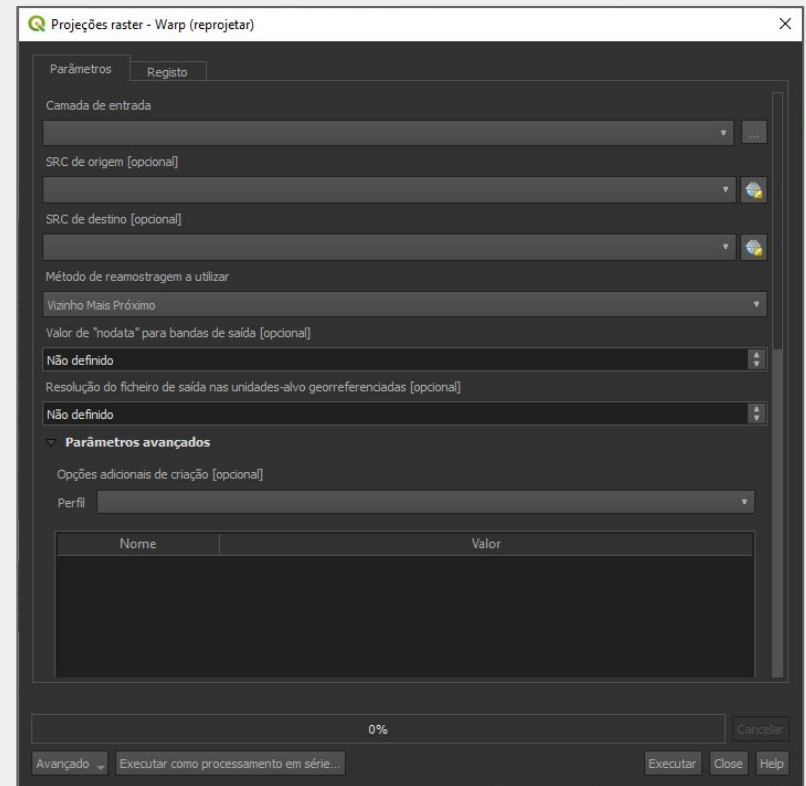 Projeções raster - Warp (reprojetar)
Parâmetros Registo
Camada de entrada
...
SRC de origem [opcional]
SRC de destino [opcional]
Método de reamostragem a utilizar
Vizinho Mais Próximo
Valor de "nodata" para bandas de saída [opcional]
Não definido
Resolução do ficheiro de saída nas unidades-alvo georreferenciadas [opcional]
Não definido
Parâmetros avançados
Opções adicionais de criação [opcional]
Perfil
Nome Valor
0% Cancelar
Avançado Executar como processamento em série... Executar Close Help